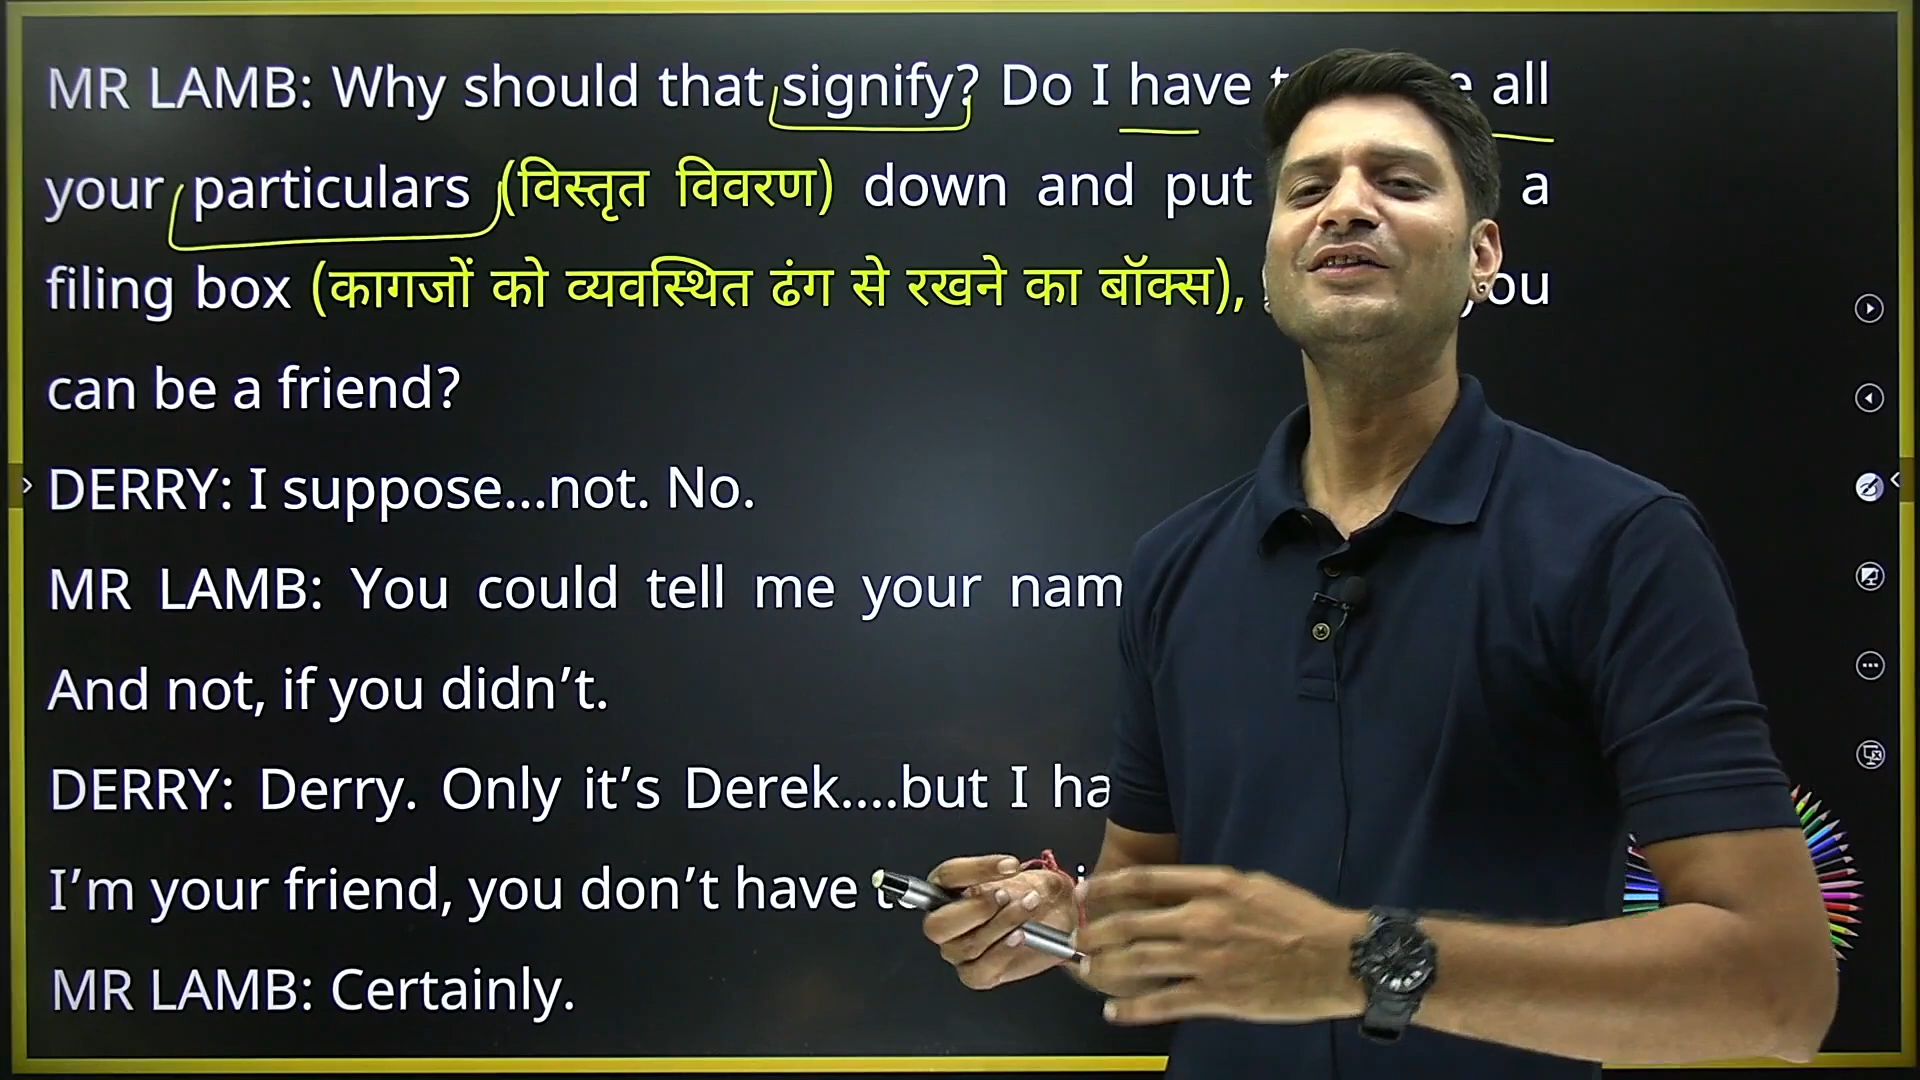 MR LAMB: Why should that signify? Do I have all
your particulars (विस्तृत विवरण) down and put a
filing box (कागजों को व्यवस्थित ढंग से रखने का बॉक्स), you
can be a friend?
DERRY: I suppose...not. No.
MR LAMB: You could tell me your
And not, if you didn't.
DERRY: Derry. Only it's Derek....but I
I'm your friend, you don't have
MR LAMB: Certainly.